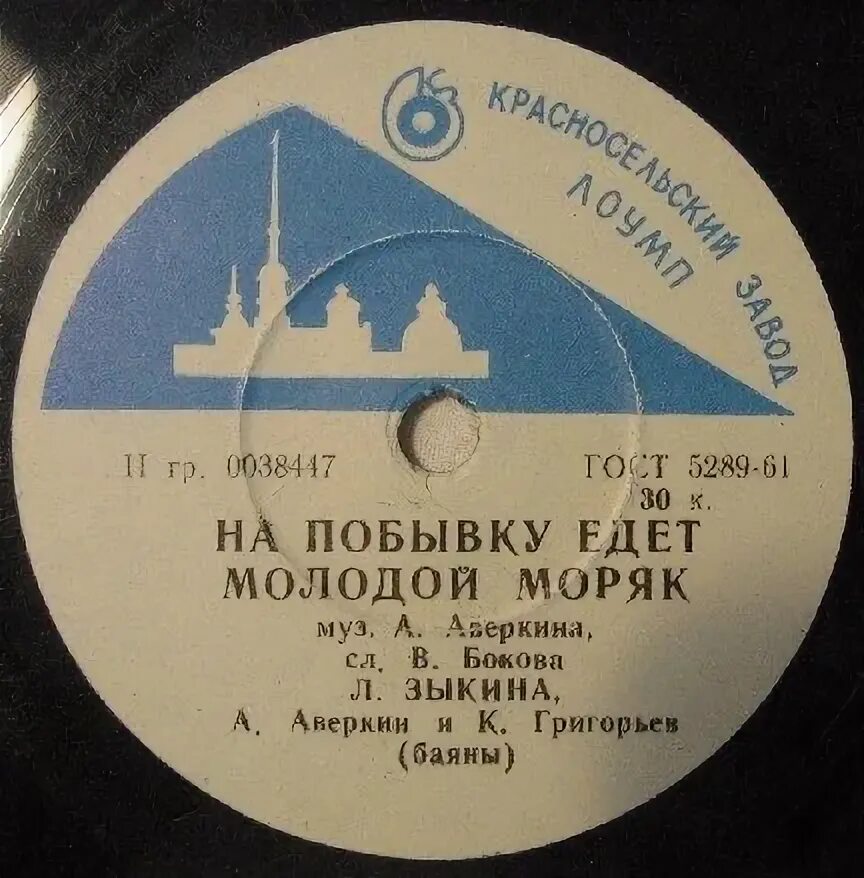 КЗ
КРАСНОСЕЛЬСКИЙ ЗАВОД
ЛОУМП
II гр. 0038447
ГОСТ 5289-61
30 к.
НА ПОБЫВКУ ЕДЕТ
МОЛОДОЙ МОРЯК
муз. А. Аверкина,
сл. В. Бокова
Л. ЗЫКИНА,
А. Аверкин и К. Григорьев
(баяны)